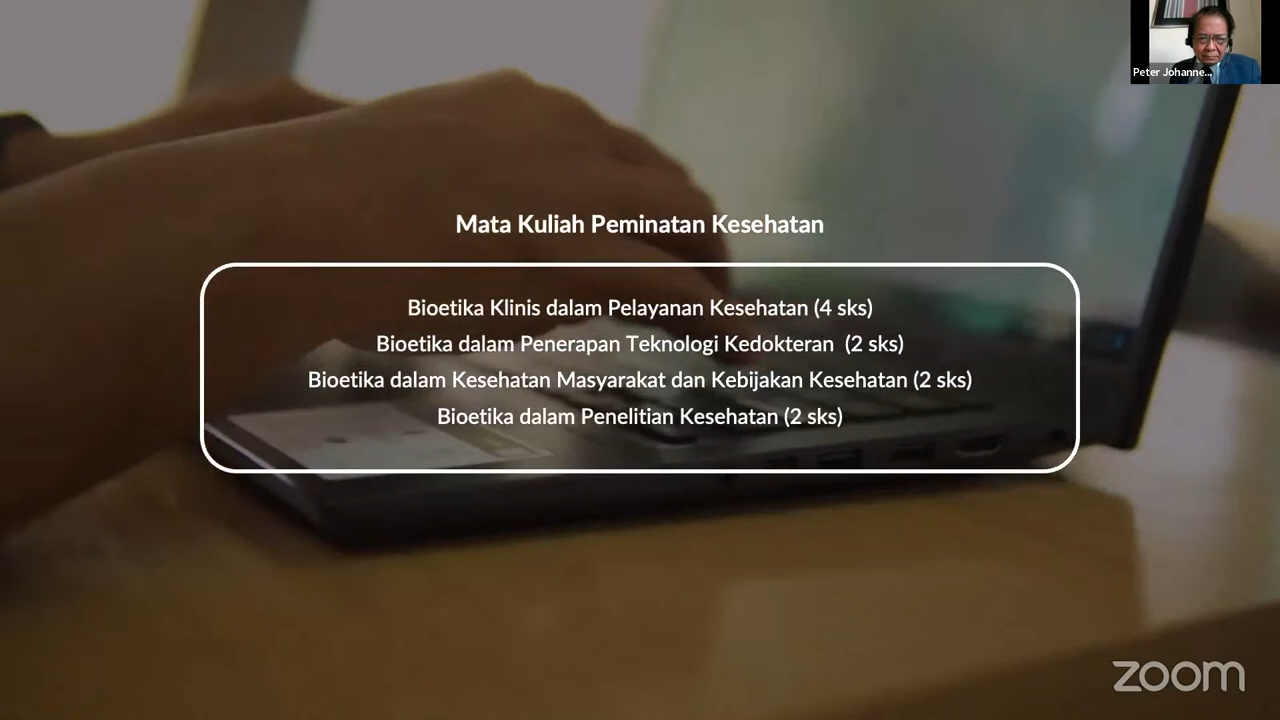 Peter Johanne...
Mata Kuliah Peminatan Kesehatan
Bioetika Klinis dalam Pelayanan Kesehatan (4 sks)
Bioetika dalam Penerapan Teknologi Kedokteran (2 sks)
Bioetika dalam Kesehatan Masyarakat dan Kebijakan Kesehatan (2 sks)
Bioetika dalam Penelitian Kesehatan (2 sks)
zoom